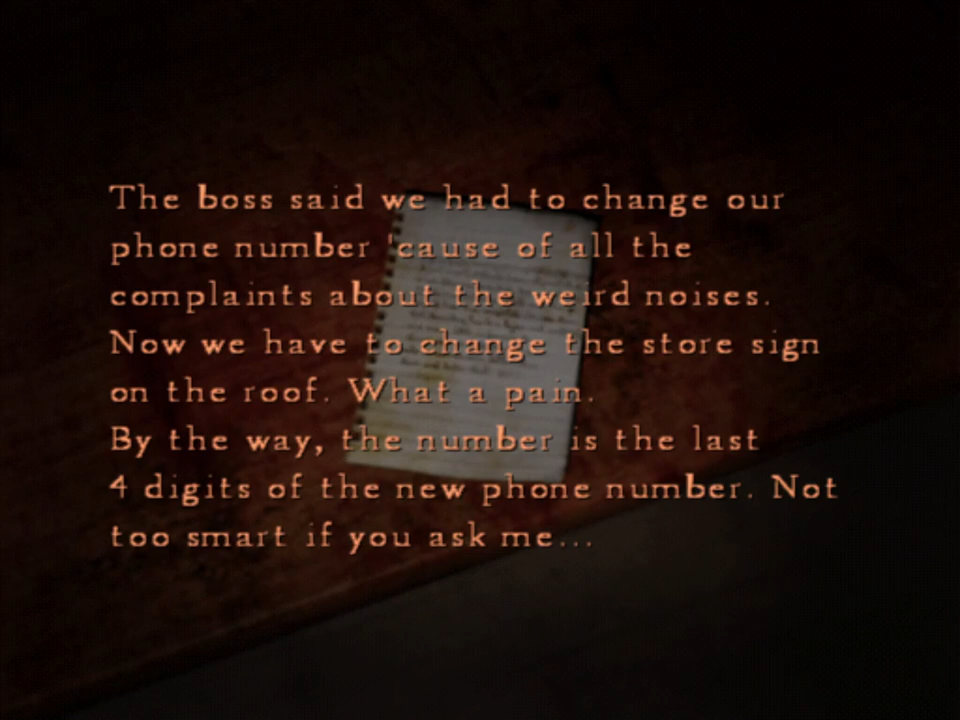 The boss said we had to change our
phone number 'cause of all the
complaints about the weird noises.
Now we have to change the store sign
on the roof. What a pain.
By the way, the number is the last
4 digits of the new phone number. Not
too smart if you ask me...